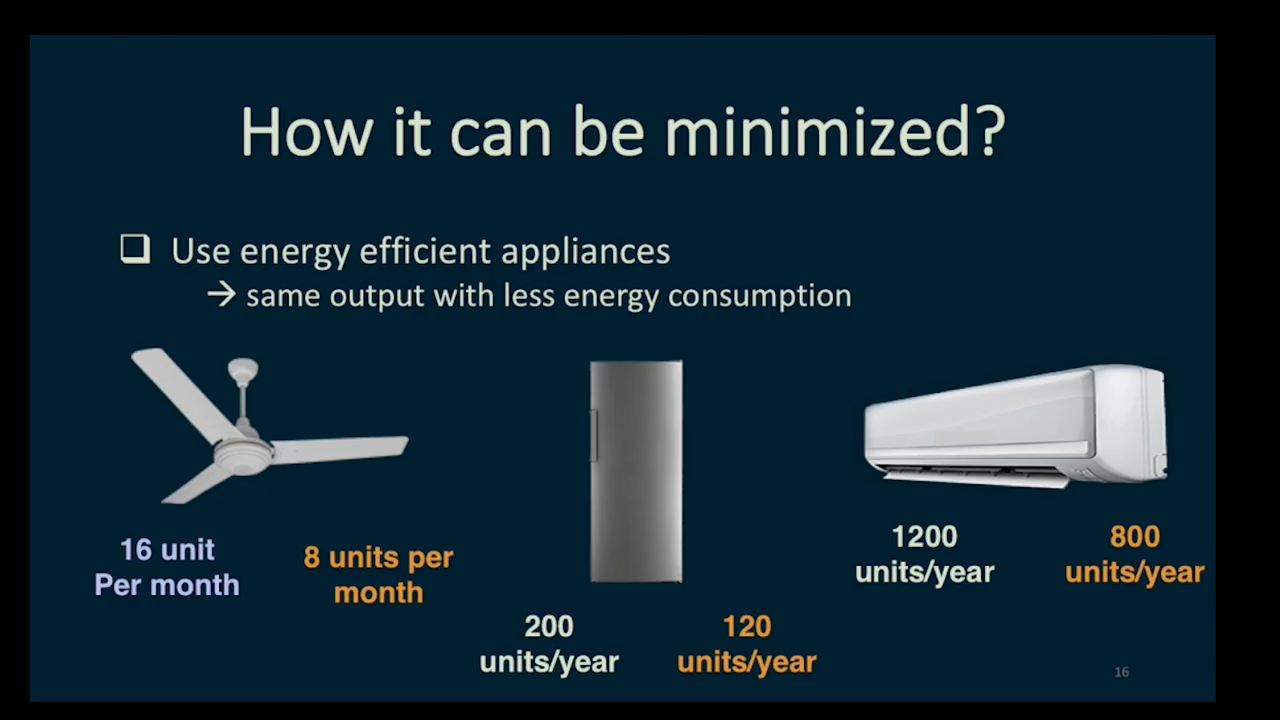 How it can be minimized?
❑ Use energy efficient appliances
→ same output with less energy consumption
16 unit
Per month
8 units per
month
200
units/year
120
units/year
1200
units/year
800
units/year
16